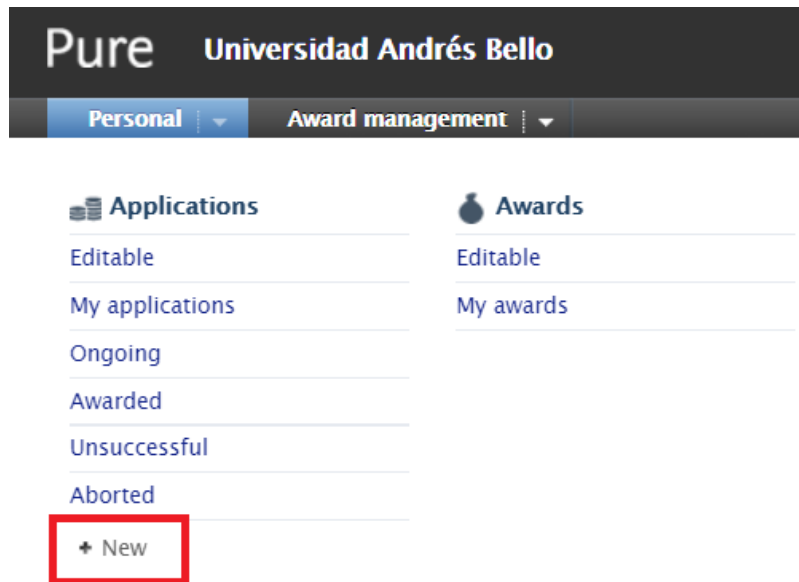 Pure Universidad Andrés Bello
Personal Award management
Applications
Editable
My applications
Ongoing
Awarded
Unsuccessful
Aborted
+ New
Awards
Editable
My awards